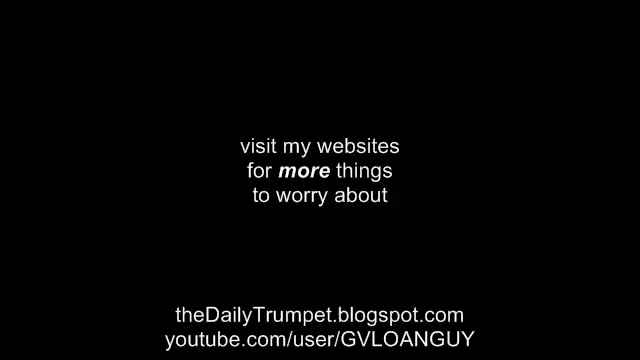 visit my websites
for more things
to worry about
theDailyTrumpet.blogspot.com
youtube.com/user/GVLOANGUY